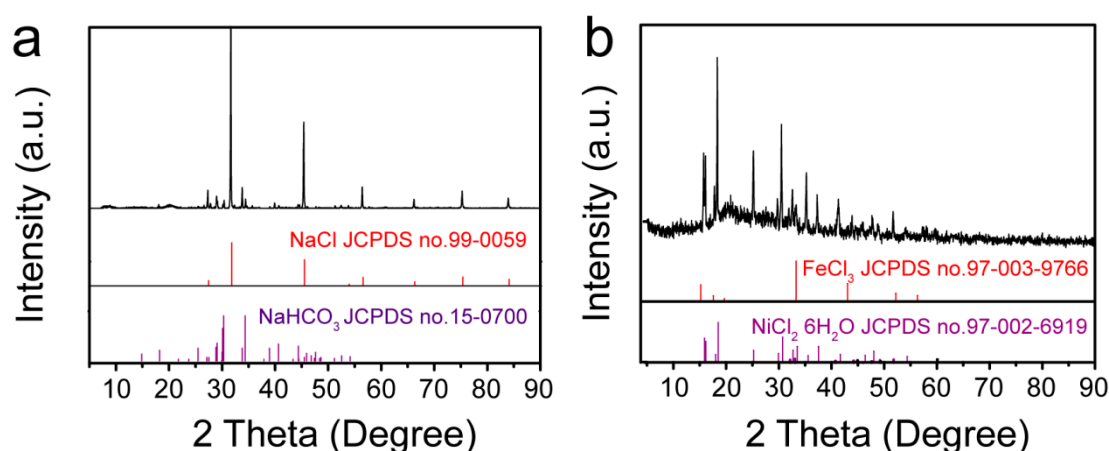 a
Intensity (a.u.)
NaCl JCPDS no.99-0059
NaHCO₃ JCPDS no.15-0700
10 20 30 40 50 60 70 80 90
2 Theta (Degree)
b
Intensity (a.u.)
FeCl₃ JCPDS no.97-003-9766
NiCl₂ 6H₂O JCPDS no.97-002-6919
10 20 30 40 50 60 70 80 90
2 Theta (Degree)